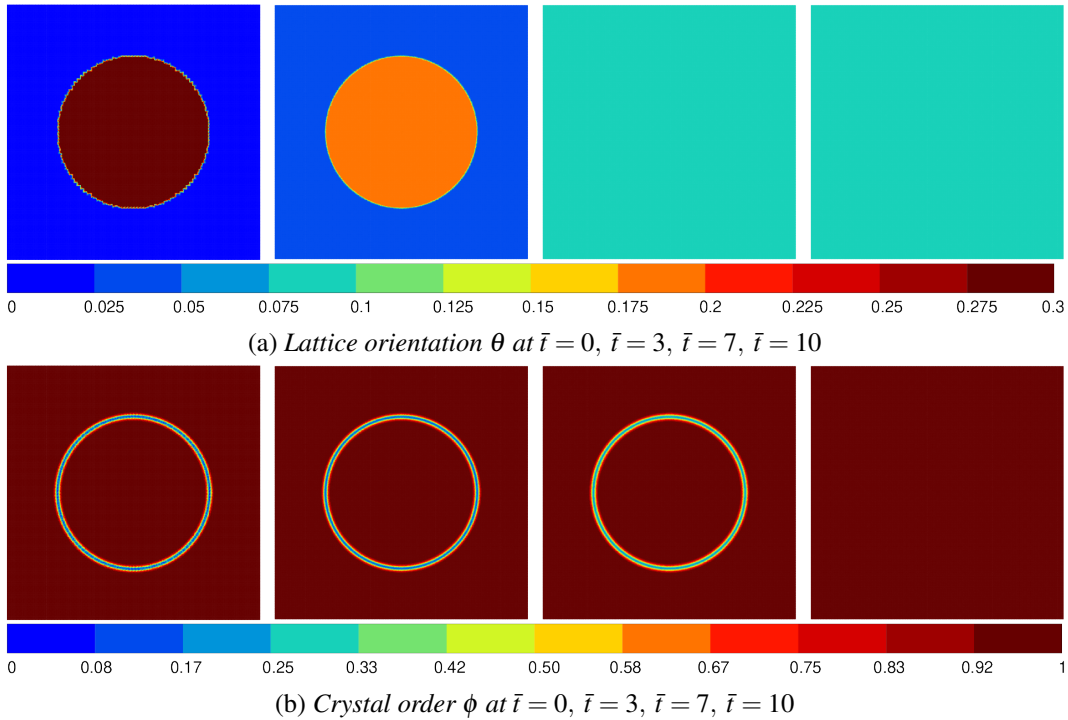 0 0.025 0.05 0.075 0.1 0.125 0.15 0.175 0.2 0.225 0.25 0.275 0.3
(a) Lattice orientation θ at t̄ = 0, t̄ = 3, t̄ = 7, t̄ = 10
0 0.08 0.17 0.25 0.33 0.42 0.50 0.58 0.67 0.75 0.83 0.92 1
(b) Crystal order ϕ at t̄ = 0, t̄ = 3, t̄ = 7, t̄ = 10